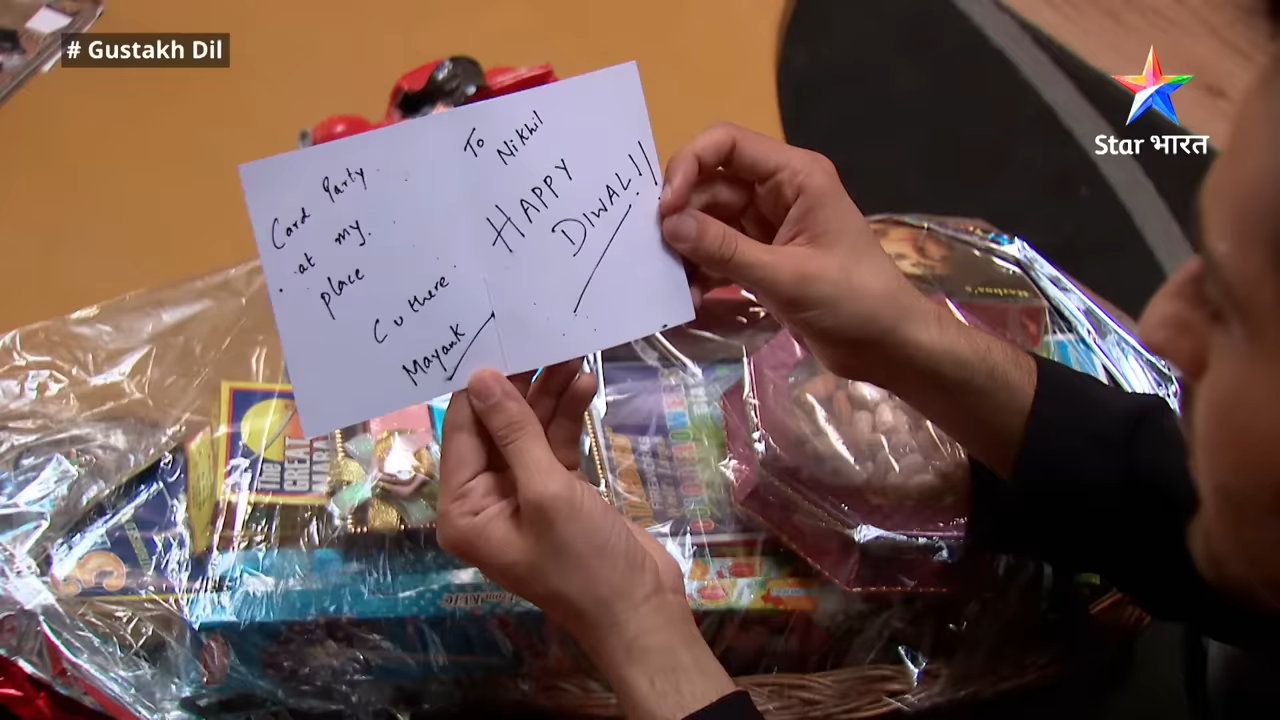 # Gustakh Dil
Star भारत
Card Party
at my
place
C u there
Mayank
To
Nikhil
HAPPY
DIWALI!
THE
GREAT